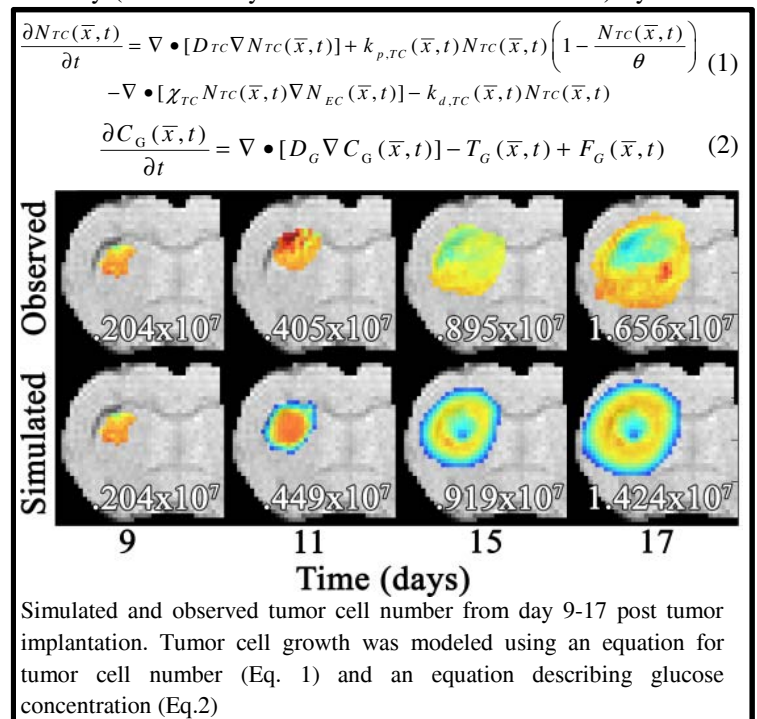 ∂N_TC(x̅,t)/∂t = ∇ • [D_TC ∇N_TC(x̅,t)] + k_p,TC(x̅,t) N_TC(x̅,t) (1 − N_TC(x̅,t)/θ) (1)
−∇ • [χ_TC N_TC(x̅,t)∇N_EC(x̅,t)] − k_d,TC(x̅,t) N_TC(x̅,t)
∂C_G(x̅,t)/∂t = ∇ • [D_G ∇C_G(x̅,t)] − T_G(x̅,t) + F_G(x̅,t) (2)
Observed
.204x10⁷ .405x10⁷ .895x10⁷ 1.656x10⁷
Simulated
.204x10⁷ .449x10⁷ .919x10⁷ 1.424x10⁷
9 11 15 17
Time (days)
Simulated and observed tumor cell number from day 9-17 post tumor
implantation. Tumor cell growth was modeled using an equation for
tumor cell number (Eq. 1) and an equation describing glucose
concentration (Eq.2)